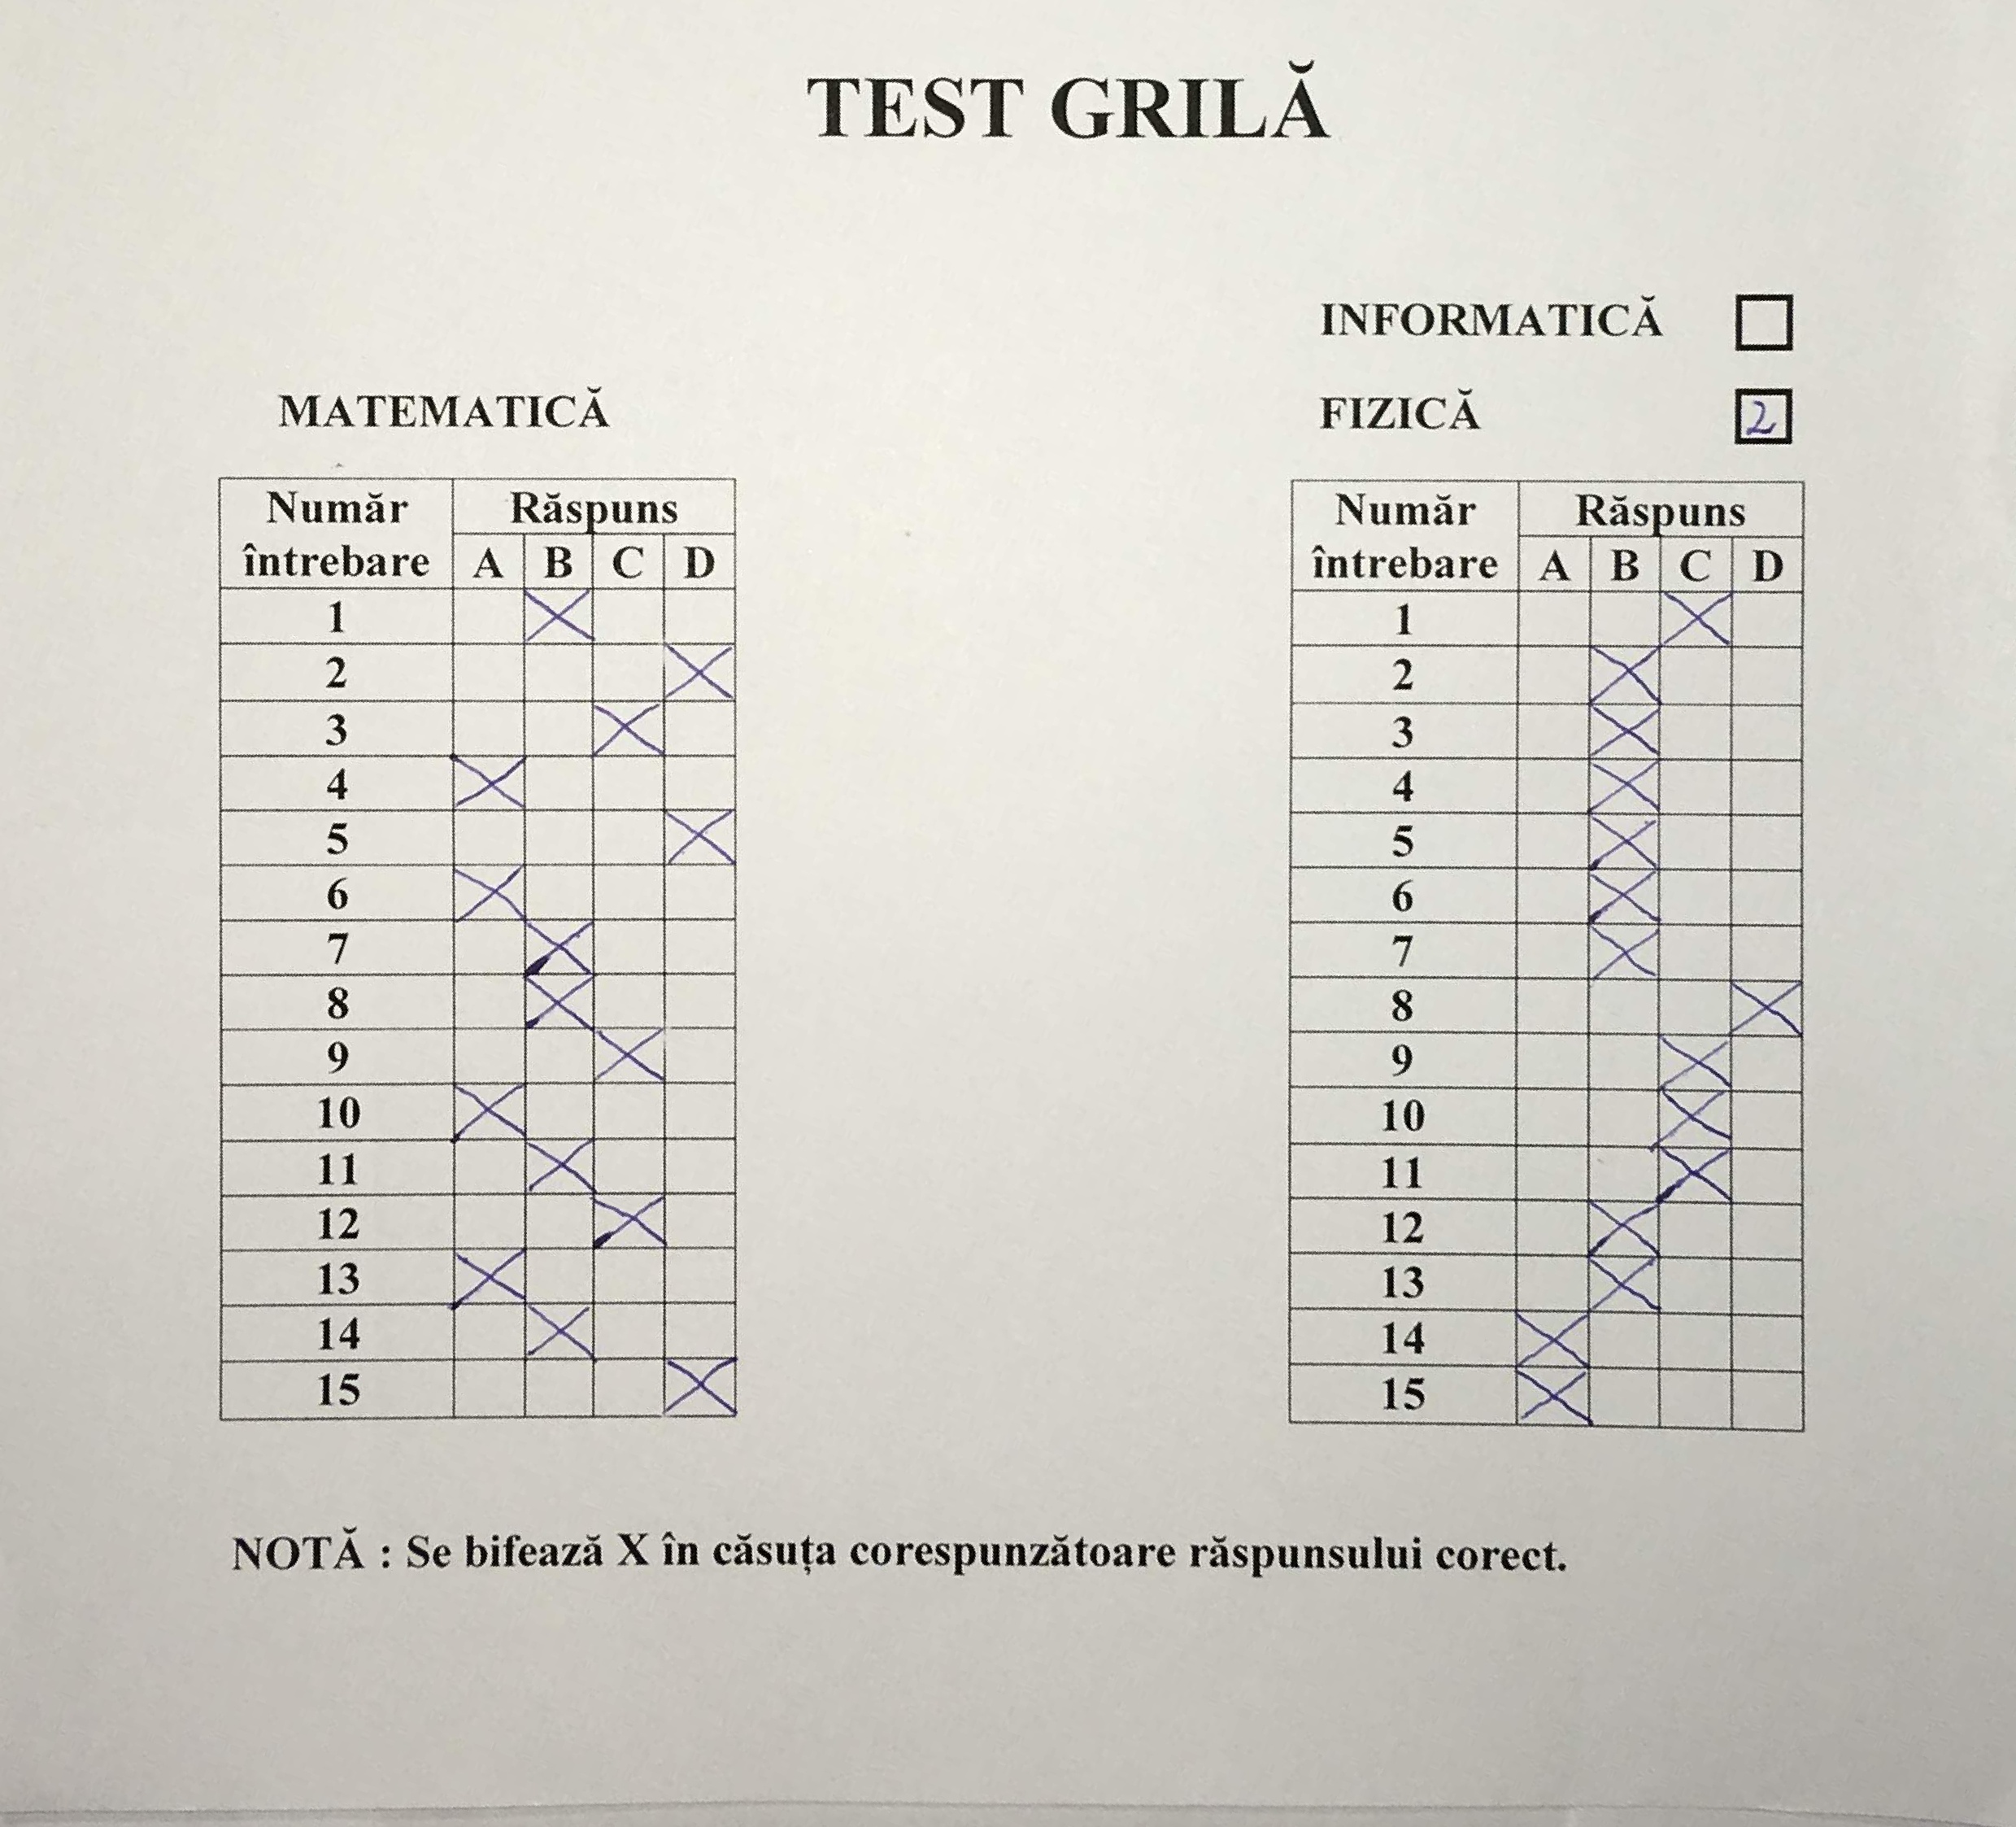 TEST GRILĂ
INFORMATICĂ
MATEMATICĂ
FIZICĂ 2
Număr întrebare Răspuns
A B C D
1 X
2 X
3 X
4 X
5 X
6 X
7 X
8 X
9 X
10 X
11 X
12 X
13 X
14 X
15 X
Număr întrebare Răspuns
A B C D
1 X
2 X
3 X
4 X
5 X
6 X
7 X
8 X
9 X
10 X
11 X
12 X
13 X
14 X
15 X
NOTĂ : Se bifează X în căsuța corespunzătoare răspunsului corect.